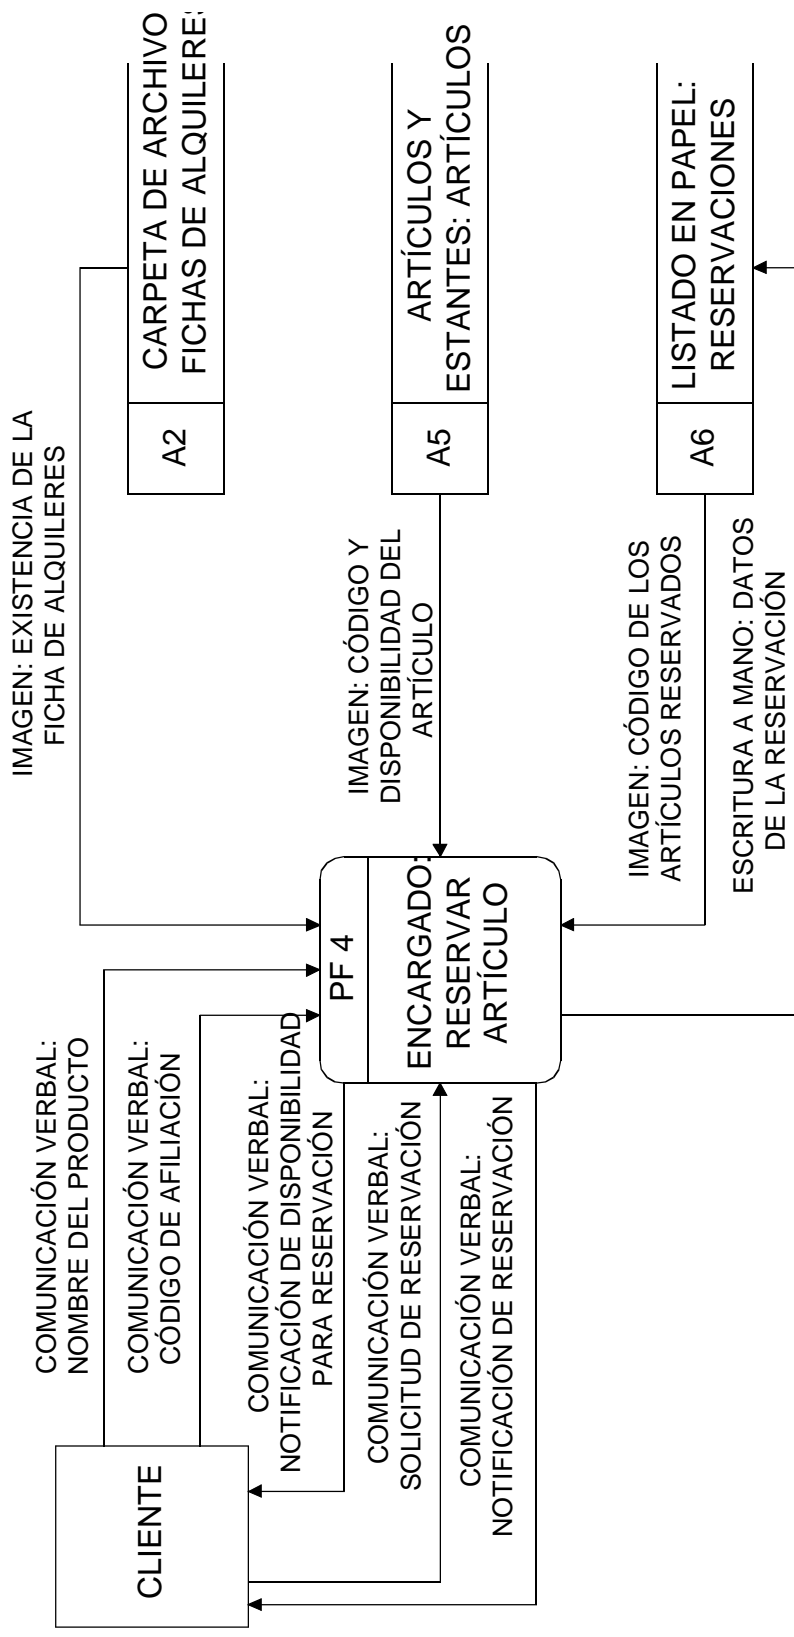 COMUNICACIÓN VERBAL:
NOMBRE DEL PRODUCTO
COMUNICACIÓN VERBAL:
CÓDIGO DE AFILIACIÓN
CLIENTE
COMUNICACIÓN VERBAL:
NOTIFICACIÓN DE DISPONIBILIDAD
PARA RESERVACIÓN
COMUNICACIÓN VERBAL:
SOLICITUD DE RESERVACIÓN
COMUNICACIÓN VERBAL:
NOTIFICACIÓN DE RESERVACIÓN
PF 4
ENCARGADO:
RESERVAR
ARTÍCULO
IMAGEN: EXISTENCIA DE LA
FICHA DE ALQUILERES
IMAGEN: CÓDIGO Y
DISPONIBILIDAD DEL
ARTÍCULO
IMAGEN: CÓDIGO DE LOS
ARTÍCULOS RESERVADOS
ESCRITURA A MANO: DATOS
DE LA RESERVACIÓN
A2
CARPETA DE ARCHIVO
FICHAS DE ALQUILERES
A5
ARTÍCULOS Y
ESTANTES: ARTÍCULOS
A6
LISTADO EN PAPEL:
RESERVACIONES